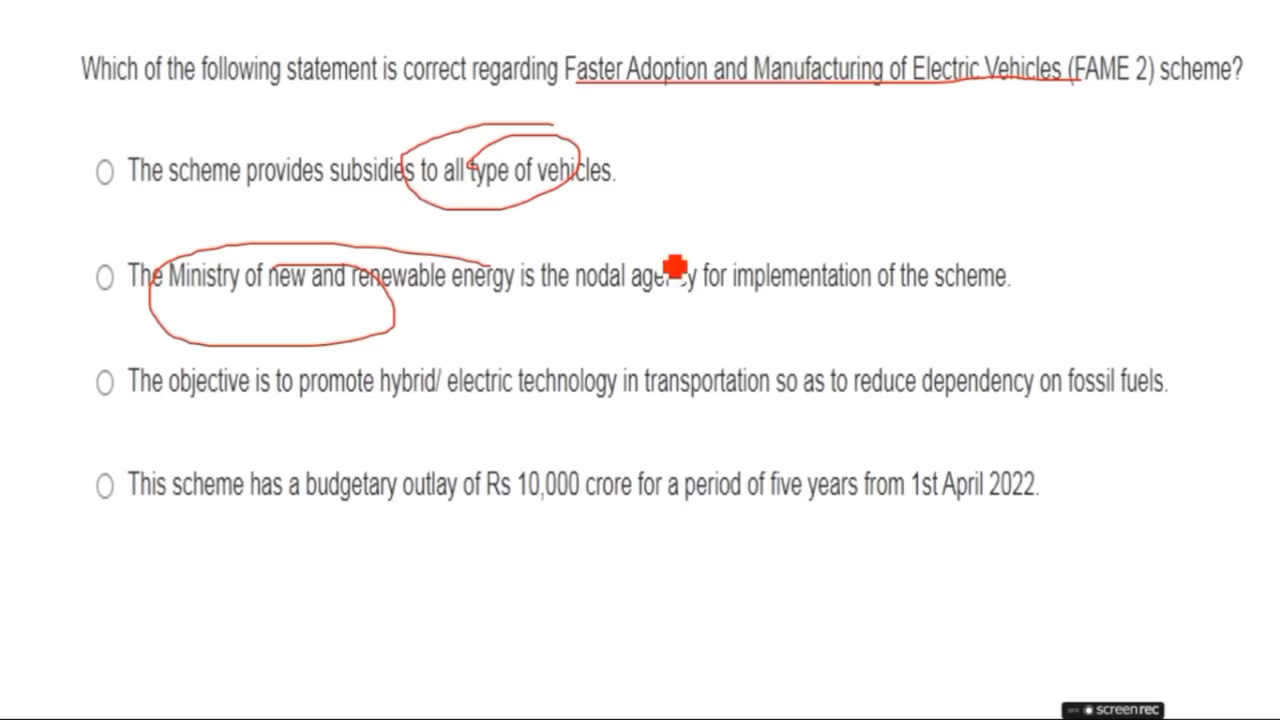 Which of the following statement is correct regarding Faster Adoption and Manufacturing of Electric Vehicles (FAME 2) scheme?
The scheme provides subsidies to all type of vehicles.
The Ministry of new and renewable energy is the nodal agency for implementation of the scheme.
The objective is to promote hybrid/ electric technology in transportation so as to reduce dependency on fossil fuels.
This scheme has a budgetary outlay of Rs 10,000 crore for a period of five years from 1st April 2022.
screenrec